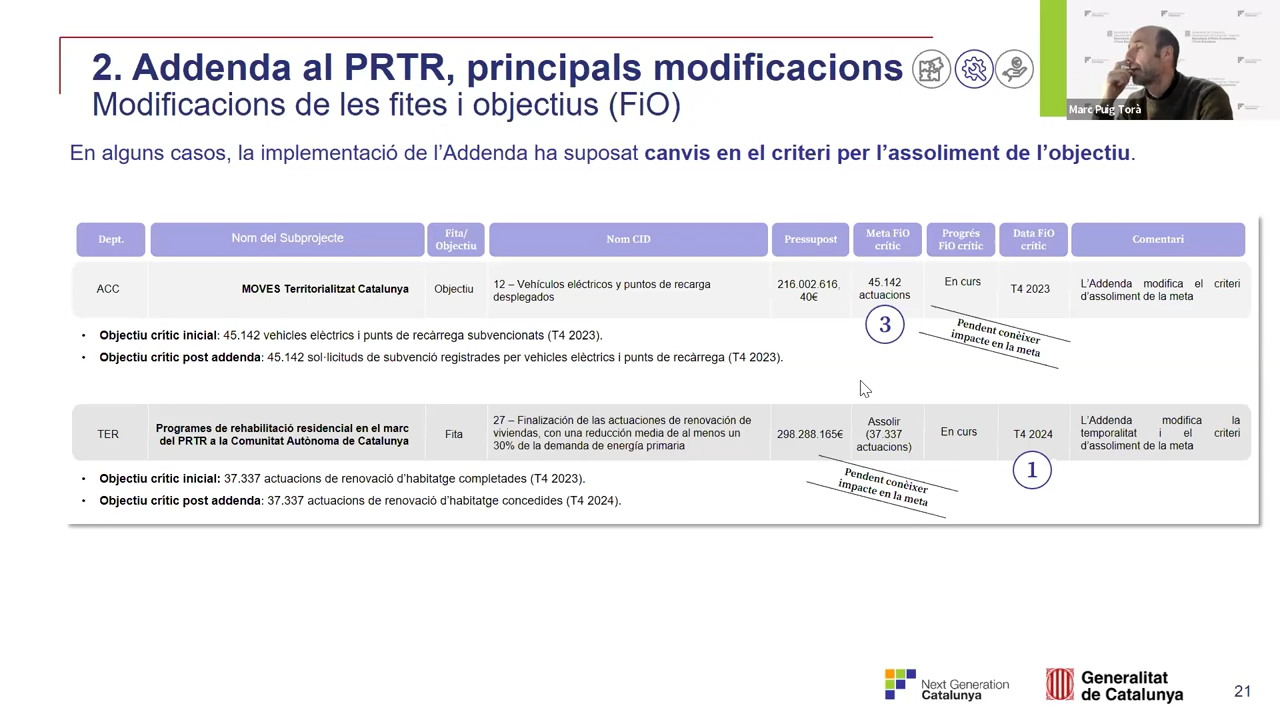 2. Addenda al PRTR, principals modificacions
Modificacions de les fites i objectius (FiO)
Marc Puig Torà
En alguns casos, la implementació de l'Addenda ha suposat canvis en el criteri per l'assoliment de l'objectiu.
Dept.
Nom del Subprojecte
Fita/
Objectiu
Nom CID
Pressupost
Meta FiO
crític
Progrés
FiO crític
Data FiO
crític
Comentari
ACC
MOVES Territorialitzat Catalunya
Objectiu
12 – Vehículos eléctricos y puntos de recarga
desplegados
216.002.616,
40€
45.142
actuacions
En curs
T4 2023
L'Addenda modifica el criteri
d'assoliment de la meta
3
Pendent conèixer
impacte en la meta
• Objectiu crític inicial: 45.142 vehicles elèctrics i punts de recàrrega subvencionats (T4 2023).
• Objectiu crític post addenda: 45.142 sol·licituds de subvenció registrades per vehicles elèctrics i punts de recàrrega (T4 2023).
TER
Programes de rehabilitació residencial en el marc
del PRTR a la Comunitat Autònoma de Catalunya
Fita
27 – Finalización de las actuaciones de renovación de
viviendas, con una reducción media de al menos un
30% de la demanda de energía primaria
298.288.165€
Assolir
(37.337
actuacions)
En curs
T4 2024
L'Addenda modifica la
temporalitat i el criteri
d'assoliment de la meta
1
Pendent conèixer
impacte en la meta
• Objectiu crític inicial: 37.337 actuacions de renovació d'habitatge completades (T4 2023).
• Objectiu crític post addenda: 37.337 actuacions de renovació d'habitatge concedides (T4 2024).
Next Generation
Catalunya
Generalitat
de Catalunya
21